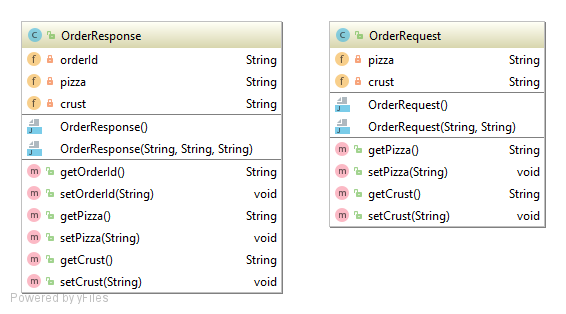 OrderResponse
orderId String
pizza String
crust String
OrderResponse()
OrderResponse(String, String, String)
getOrderId() String
setOrderId(String) void
getPizza() String
setPizza(String) void
getCrust() String
setCrust(String) void
OrderRequest
pizza String
crust String
OrderRequest()
OrderRequest(String, String)
getPizza() String
setPizza(String) void
getCrust() String
setCrust(String) void
Powered by yFiles